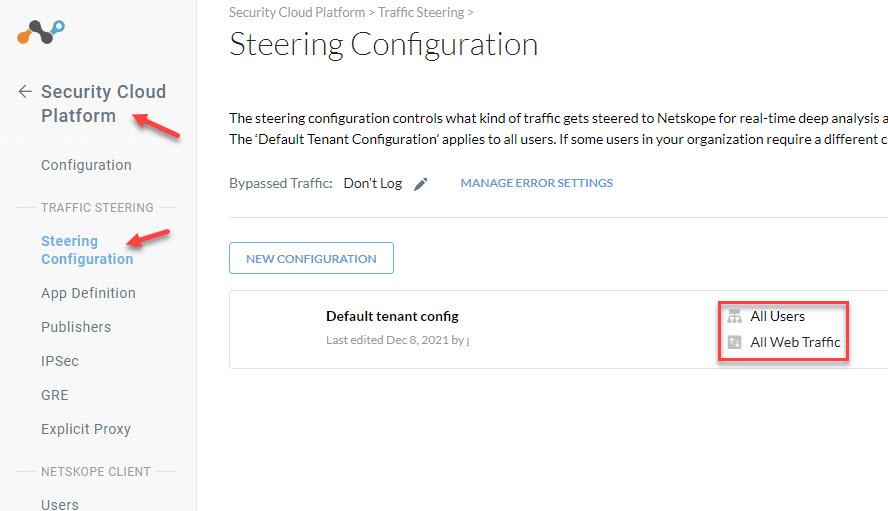 Security Cloud Platform > Traffic Steering >
Steering Configuration
Security Cloud
Platform
The steering configuration controls what kind of traffic gets steered to Netskope for real-time deep analysis a
The 'Default Tenant Configuration' applies to all users. If some users in your organization require a different c
Configuration
Bypassed Traffic: Don't Log MANAGE ERROR SETTINGS
TRAFFIC STEERING
Steering
Configuration
NEW CONFIGURATION
App Definition
Publishers
IPSec
GRE
Explicit Proxy
Default tenant config
Last edited Dec 8, 2021 by
All Users
All Web Traffic
NETSKOPE CLIENT
Users